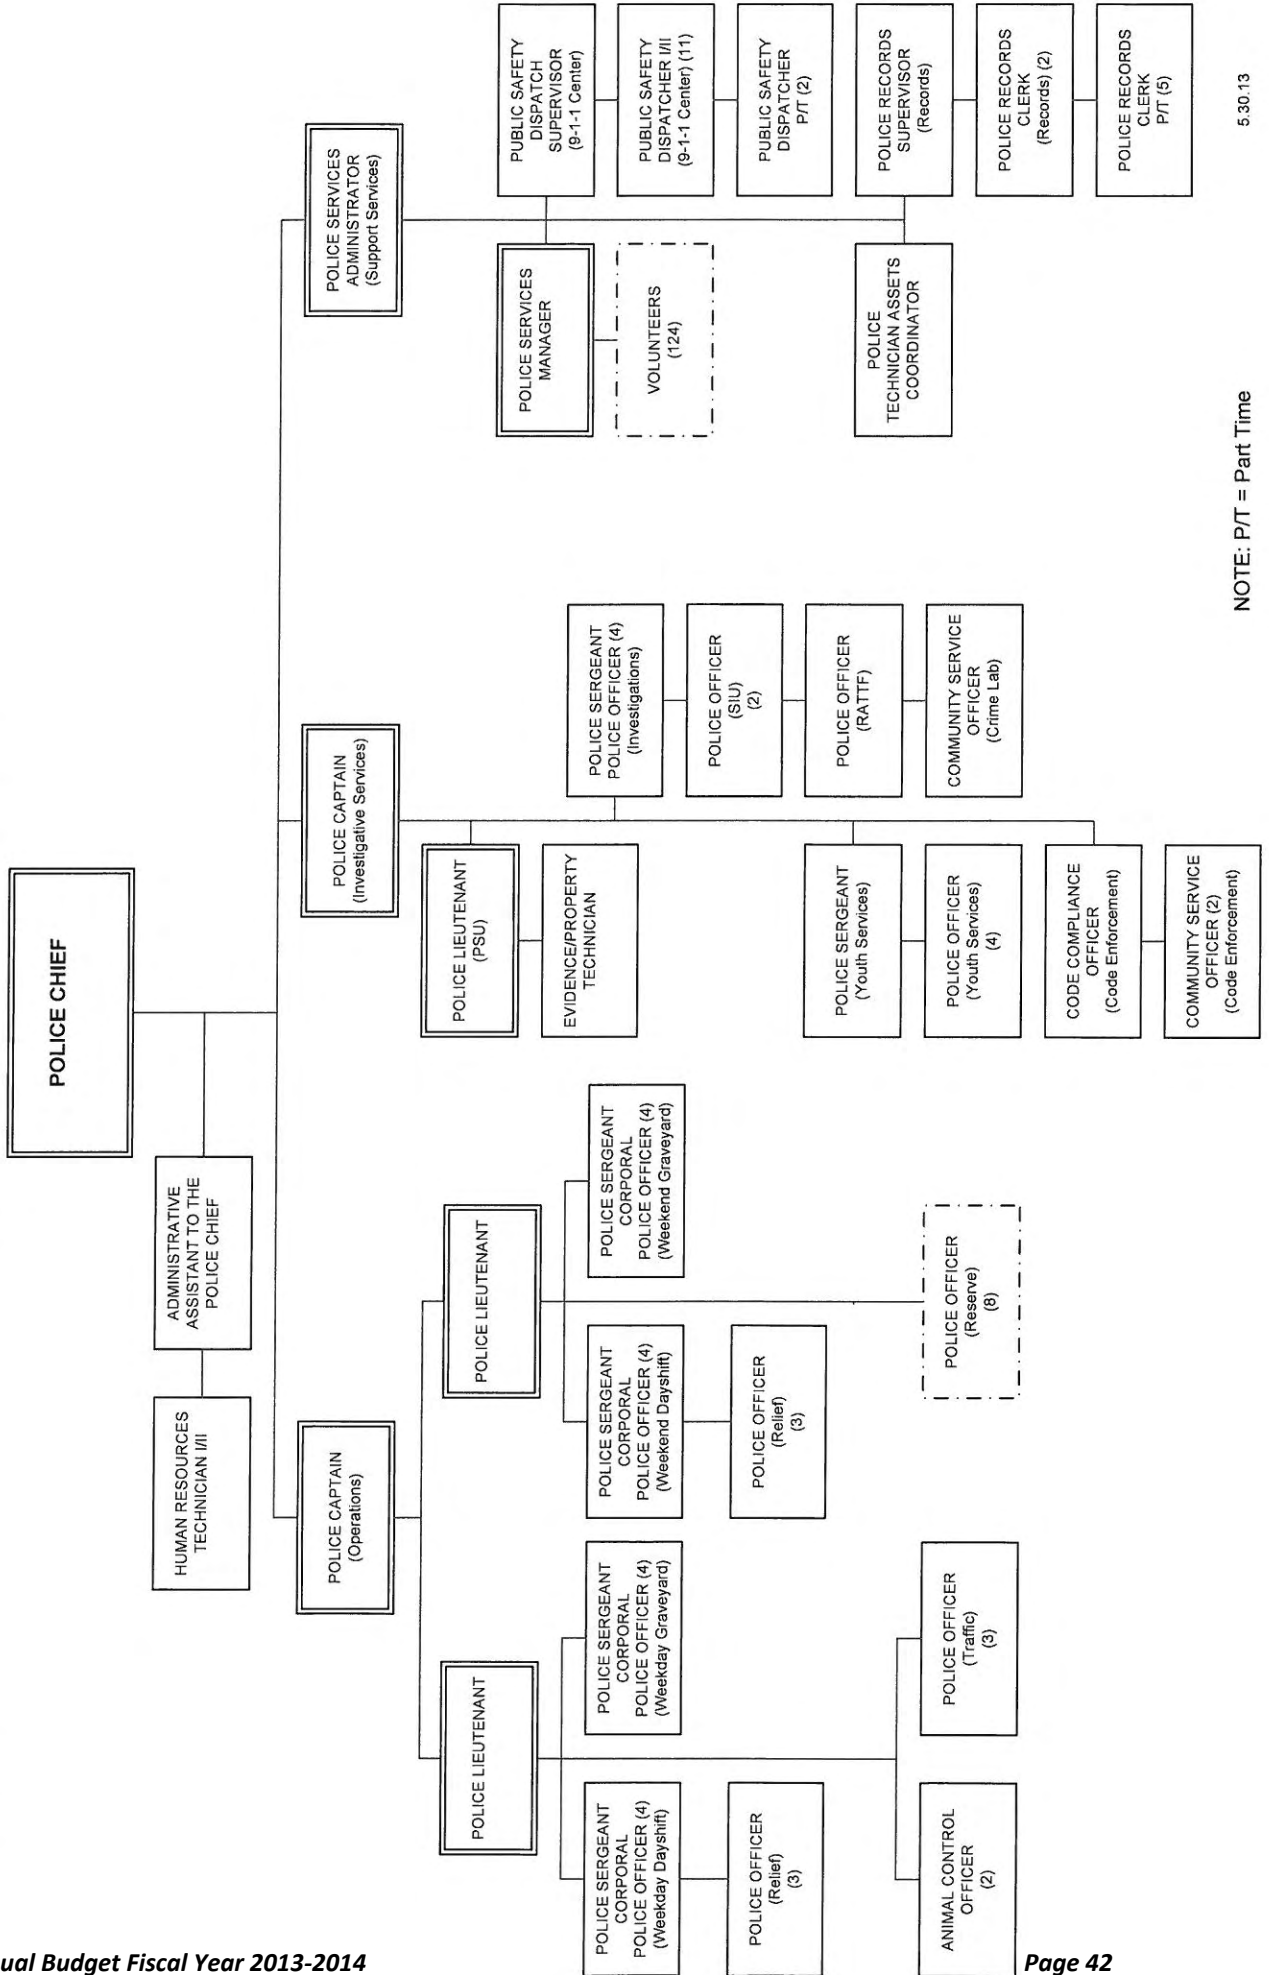 POLICE CHIEF
ADMINISTRATIVE
ASSISTANT TO THE
POLICE CHIEF
HUMAN RESOURCES
TECHNICIAN I/II
POLICE CAPTAIN
(Operations)
POLICE LIEUTENANT
POLICE SERGEANT
CORPORAL
POLICE OFFICER (4)
(Weekday Dayshift)
POLICE OFFICER
(Relief)
(3)
POLICE SERGEANT
CORPORAL
POLICE OFFICER (4)
(Weekday Graveyard)
ANIMAL CONTROL
OFFICER
(2)
POLICE OFFICER
(Traffic)
(3)
POLICE LIEUTENANT
POLICE SERGEANT
CORPORAL
POLICE OFFICER (4)
(Weekend Dayshift)
POLICE OFFICER
(Relief)
(3)
POLICE SERGEANT
CORPORAL
POLICE OFFICER (4)
(Weekend Graveyard)
POLICE OFFICER
(Reserve)
(8)
POLICE CAPTAIN
(Investigative Services)
POLICE LIEUTENANT
(PSU)
EVIDENCE/PROPERTY
TECHNICIAN
POLICE SERGEANT
POLICE OFFICER (4)
(Investigations)
POLICE OFFICER
(SIU)
(2)
POLICE OFFICER
(RATTF)
COMMUNITY SERVICE
OFFICER
(Crime Lab)
POLICE SERGEANT
(Youth Services)
POLICE OFFICER
(Youth Services)
(4)
CODE COMPLIANCE
OFFICER
(Code Enforcement)
COMMUNITY SERVICE
OFFICER (2)
(Code Enforcement)
POLICE SERVICES
ADMINISTRATOR
(Support Services)
POLICE SERVICES
MANAGER
VOLUNTEERS
(124)
PUBLIC SAFETY
DISPATCH
SUPERVISOR
(9-1-1 Center)
PUBLIC SAFETY
DISPATCHER I/II
(9-1-1 Center) (11)
PUBLIC SAFETY
DISPATCHER
P/T (2)
POLICE
TECHNICIAN ASSETS
COORDINATOR
POLICE RECORDS
SUPERVISOR
(Records)
POLICE RECORDS
CLERK
(Records) (2)
POLICE RECORDS
CLERK
P/T (5)
NOTE: P/T = Part Time
5.30.13
ual Budget Fiscal Year 2013-2014
Page 42